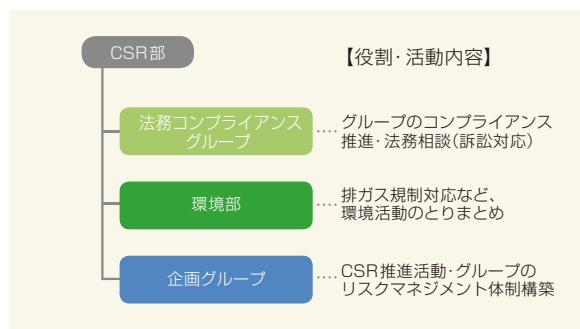 CSR部
【役割・活動内容】
法務コンプライアンス
グループ
‥‥グループのコンプライアンス
推進・法務相談(訴訟対応)
環境部
‥‥排ガス規制対応など、
環境活動のとりまとめ
企画グループ
‥‥CSR推進活動・グループの
リスクマネジメント体制構築